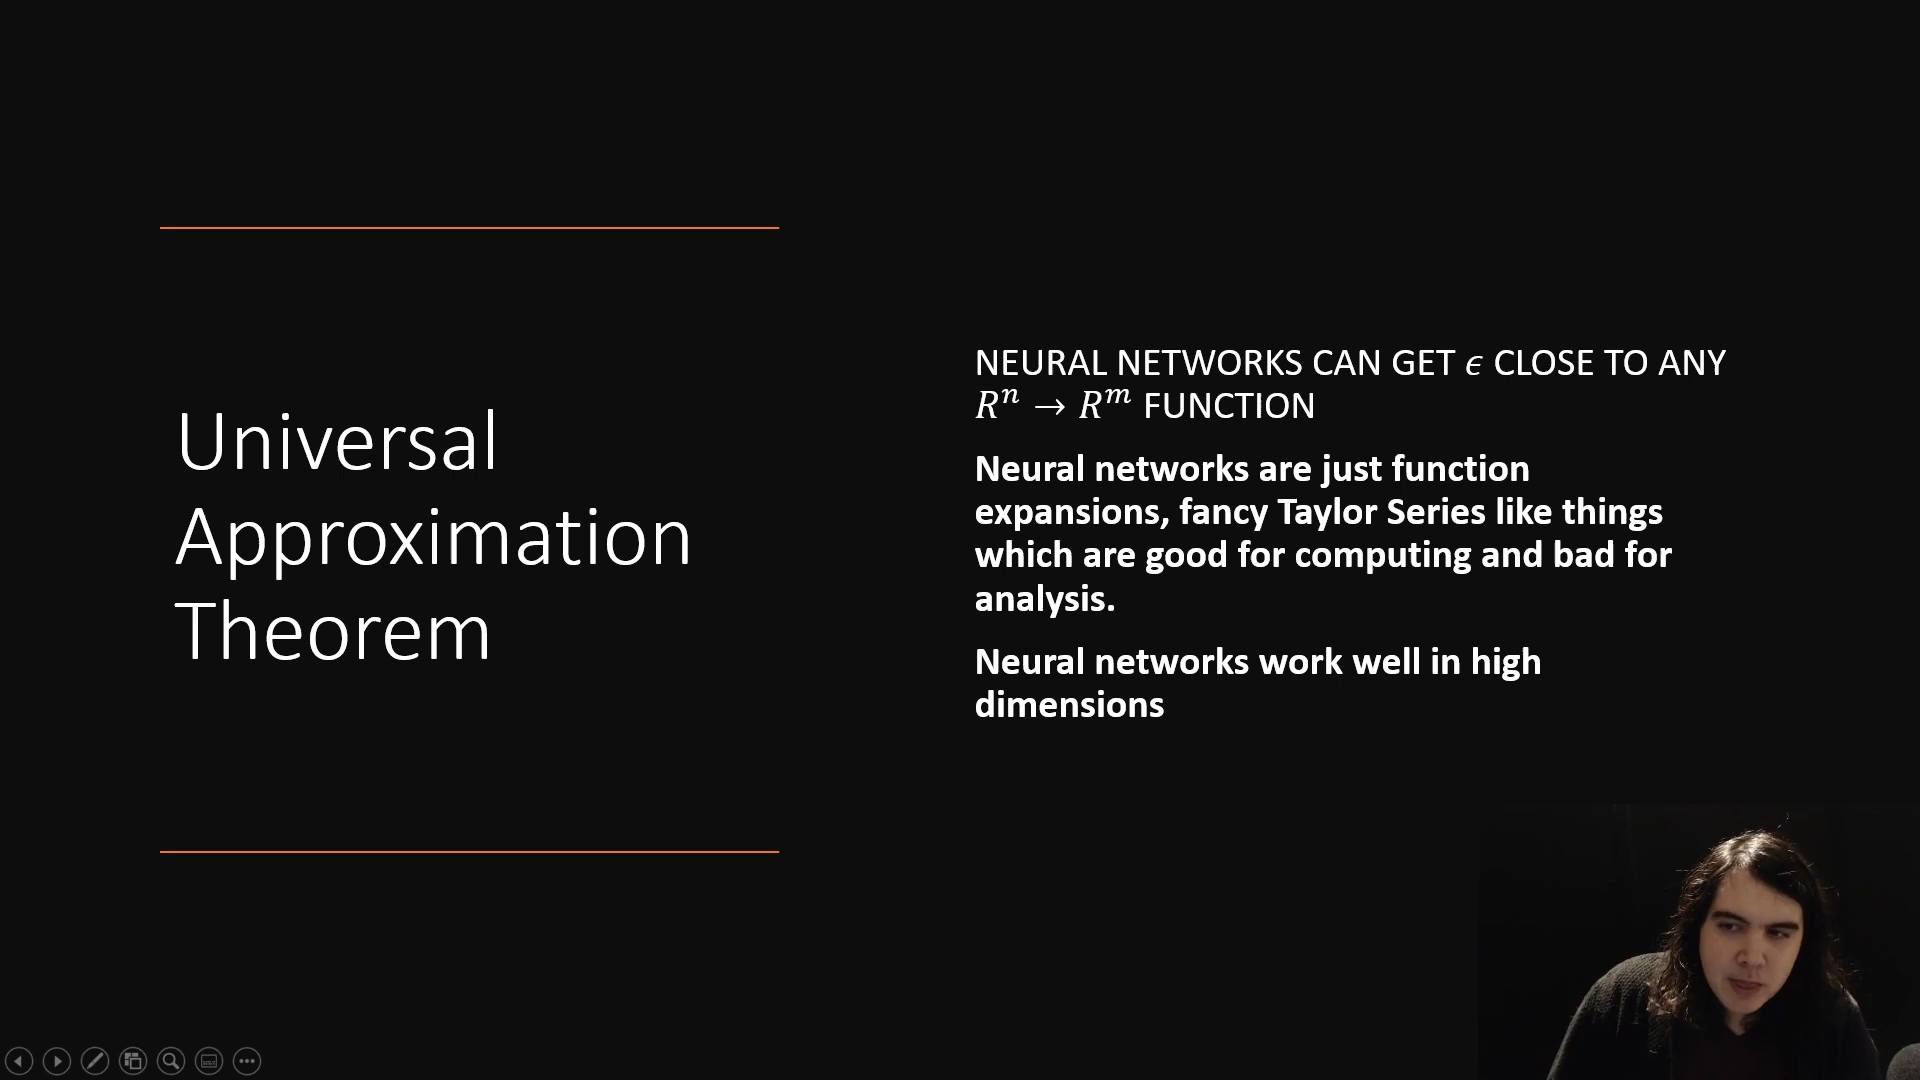 Universal
Approximation
Theorem
NEURAL NETWORKS CAN GET ϵ CLOSE TO ANY
Rⁿ → Rᵐ FUNCTION
Neural networks are just function
expansions, fancy Taylor Series like things
which are good for computing and bad for
analysis.
Neural networks work well in high
dimensions